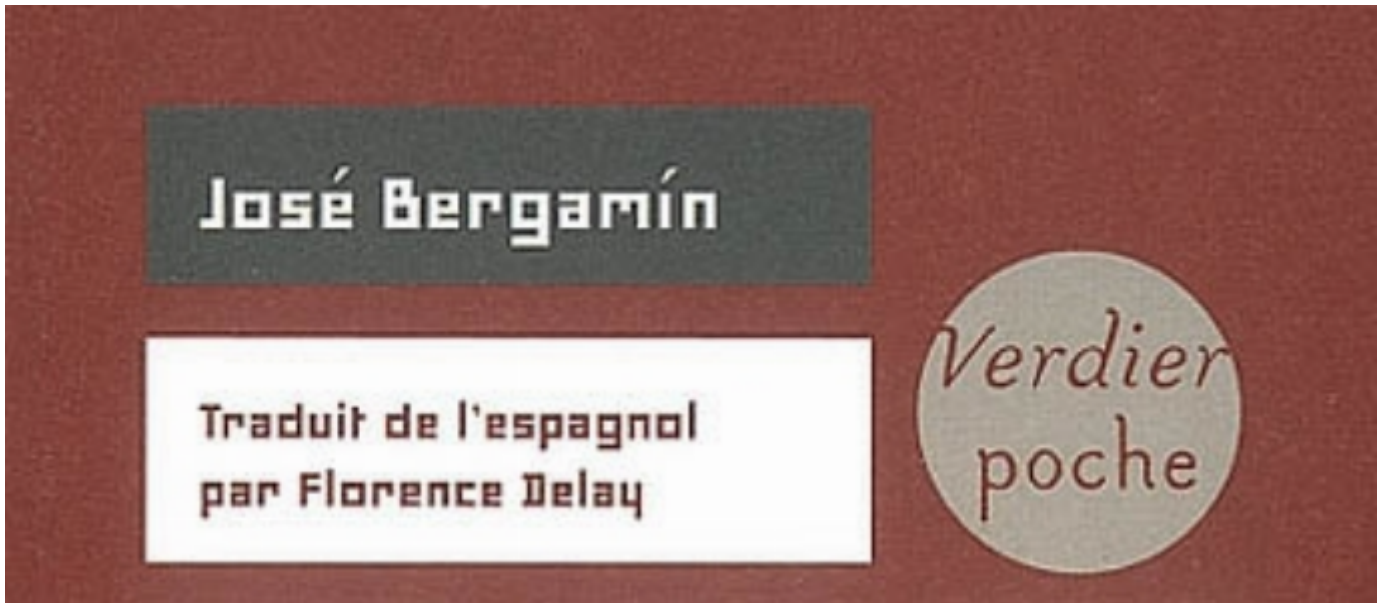 José Bergamín
Traduit de l'espagnol
par Florence Delay
Verdier
poche